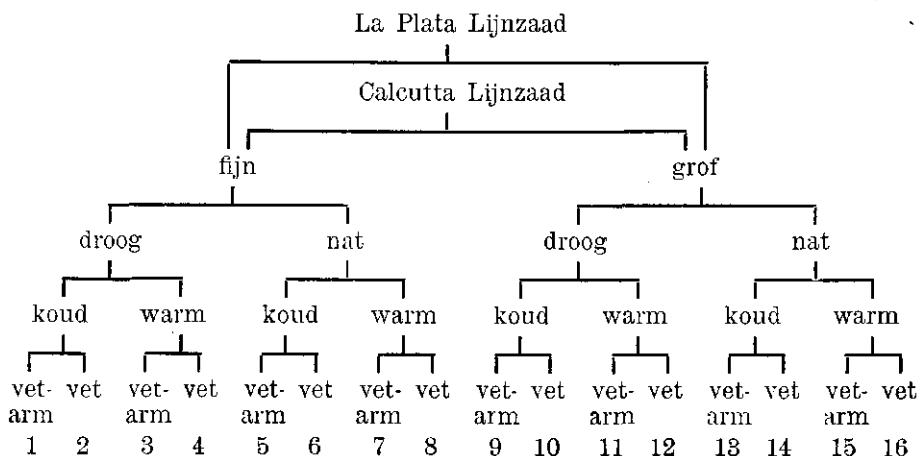 La Plata Lijnzaad
Calcutta Lijnzaad
fijn grof
droog nat droog nat
koud warm koud warm koud warm koud warm
vet- vet vet- vet vet- vet vet- vet vet- vet vet- vet vet- vet vet- vet
arm arm arm arm arm arm arm arm
1 2 3 4 5 6 7 8 9 10 11 12 13 14 15 16